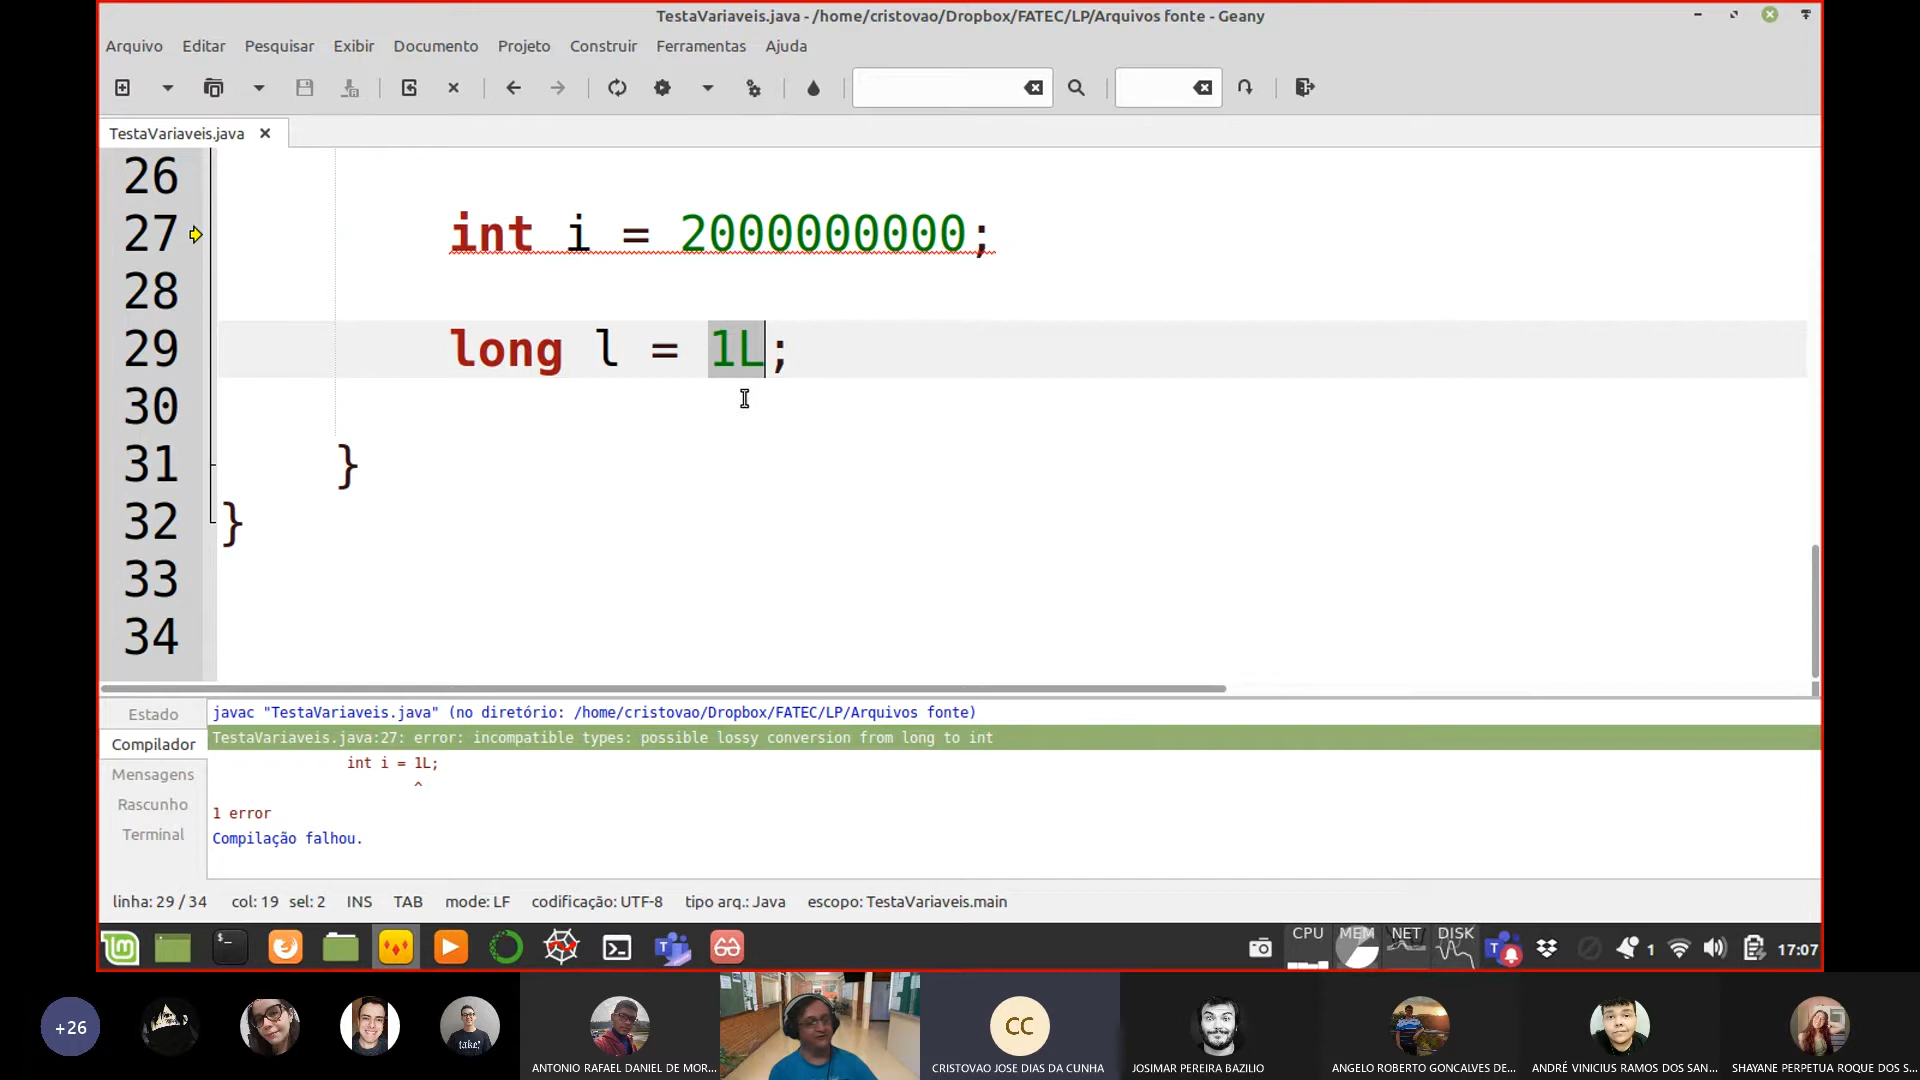 TestaVariaveis.java - /home/cristovao/Dropbox/FATEC/LP/Arquivos fonte - Geany
Arquivo Editar Pesquisar Exibir Documento Projeto Construir Ferramentas Ajuda
TestaVariaveis.java
26
27 int i = 2000000000;
28
29 long l = 1L;
30
31 }
32 }
33
34
Estado
Compilador
Mensagens
Rascunho
Terminal
javac "TestaVariaveis.java" (no diretório: /home/cristovao/Dropbox/FATEC/LP/Arquivos fonte)
TestaVariaveis.java:27: error: incompatible types: possible lossy conversion from long to int
int i = 1L;
^
1 error
Compilação falhou.
linha: 29 / 34 col: 19 sel: 2 INS TAB mode: LF codificação: UTF-8 tipo arq.: Java escopo: TestaVariaveis.main
CPU MEM NET DISK 1 17:07
+26
take!
CC
ANTONIO RAFAEL DANIEL DE MOR...
CRISTOVAO JOSE DIAS DA CUNHA
JOSIMAR PEREIRA BAZILIO
ANGELO ROBERTO GONCALVES DE...
ANDRÉ VINICIUS RAMOS DOS SAN...
SHAYANE PERPETUA ROQUE DOS S...